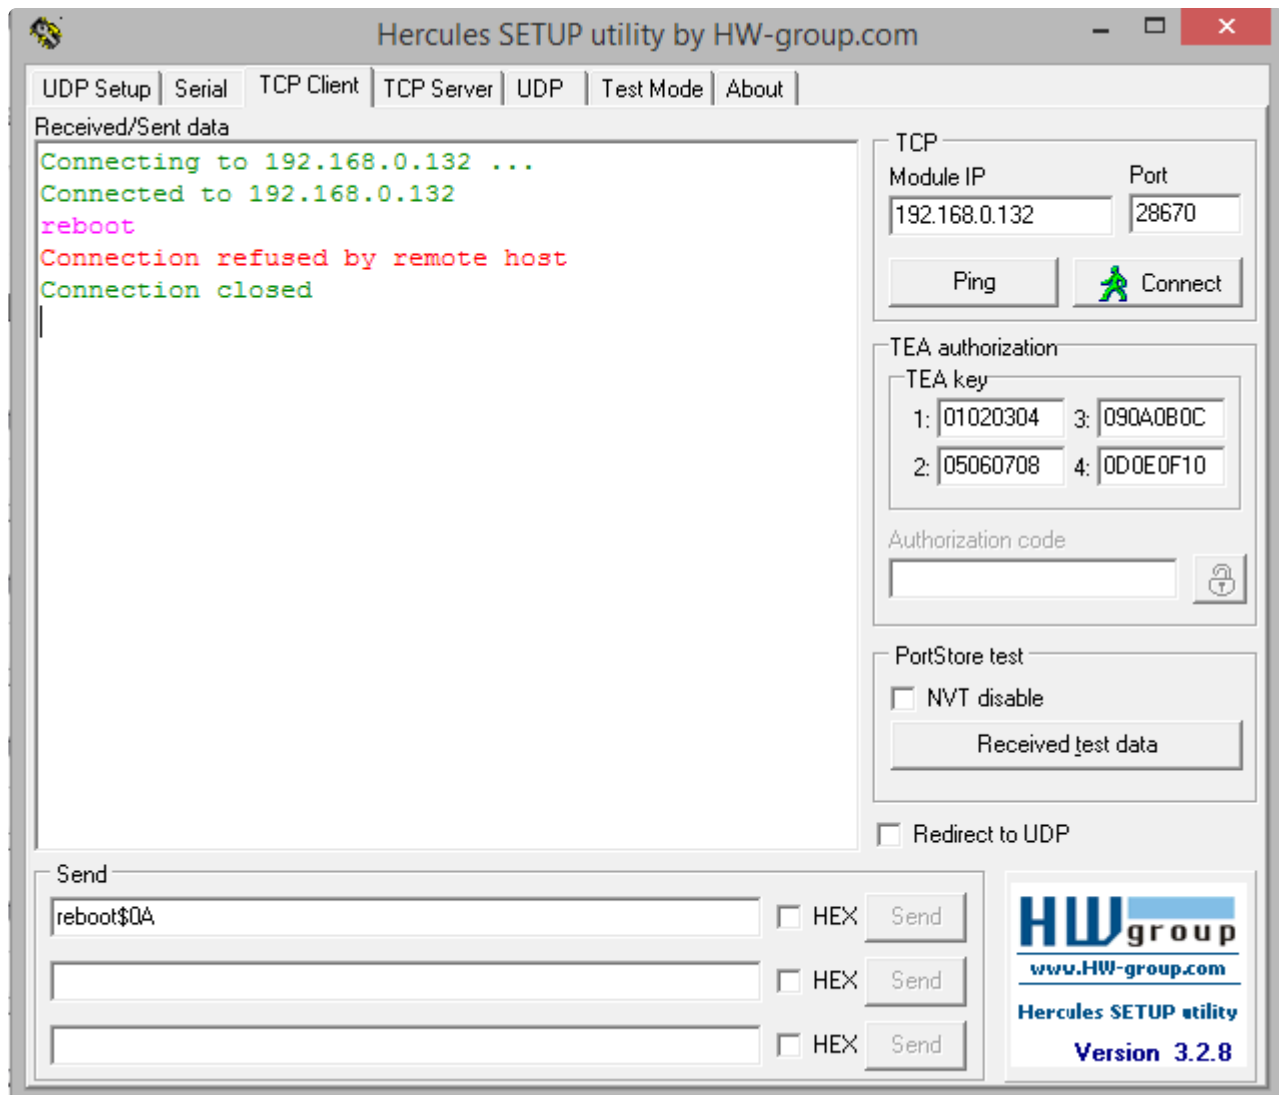 Hercules SETUP utility by HW-group.com
UDP Setup Serial TCP Client TCP Server UDP Test Mode About
Received/Sent data
Connecting to 192.168.0.132 ...
Connected to 192.168.0.132
reboot
Connection refused by remote host
Connection closed
TCP
Module IP Port
192.168.0.132 28670
Ping Connect
TEA authorization
TEA key
1: 01020304 3: 090A0B0C
2: 05060708 4: 0D0E0F10
Authorization code
PortStore test
NVT disable
Received test data
Redirect to UDP
Send
reboot$0A HEX Send
HEX Send
HEX Send
HW group
www.HW-group.com
Hercules SETUP utility
Version 3.2.8